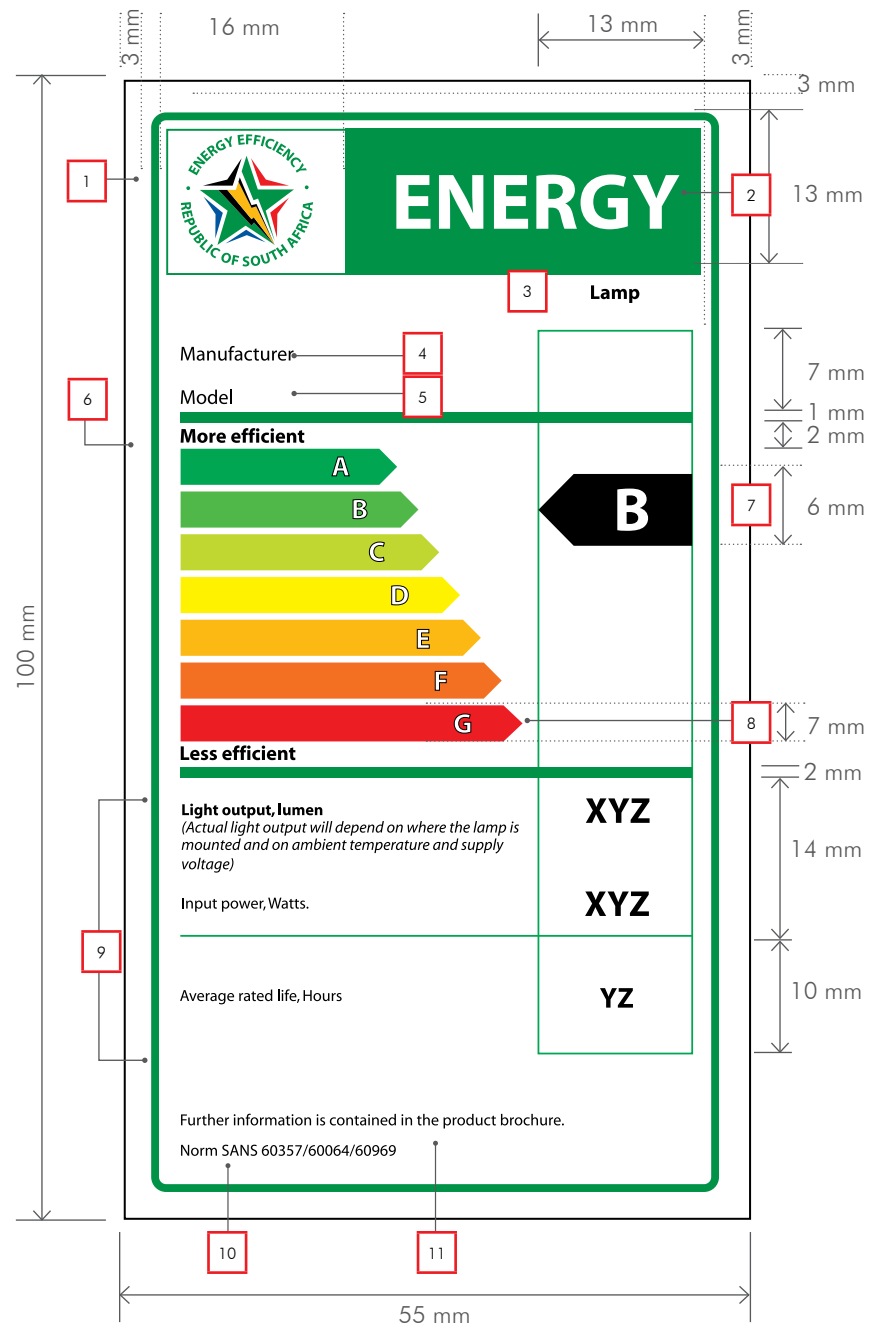 3 mm
16 mm
13 mm
3 mm
3 mm
ENERGY EFFICIENCY
REPUBLIC OF SOUTH AFRICA
ENERGY
1
2
13 mm
3
Lamp
Manufacturer
4
7 mm
Model
5
6
1 mm
More efficient
2 mm
A
B
B
7
6 mm
C
D
E
F
G
8
7 mm
100 mm
Less efficient
2 mm
Light output, lumen
XYZ
(Actual light output will depend on where the lamp is
mounted and on ambient temperature and supply
voltage)
14 mm
Input power, Watts.
XYZ
9
Average rated life, Hours
YZ
10 mm
Further information is contained in the product brochure.
Norm SANS 60357/60064/60969
10
11
55 mm